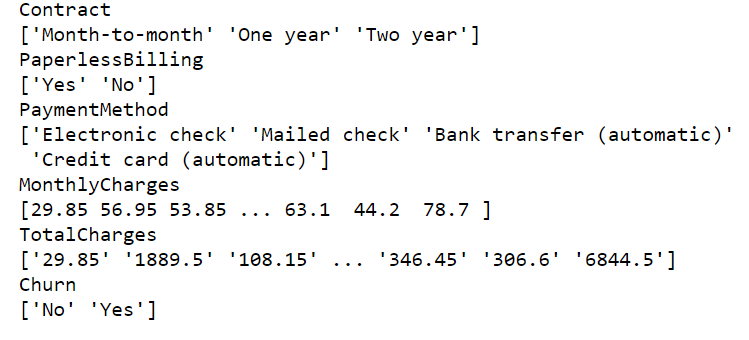 Contract
['Month-to-month' 'One year' 'Two year']
PaperlessBilling
['Yes' 'No']
PaymentMethod
['Electronic check' 'Mailed check' 'Bank transfer (automatic)'
 'Credit card (automatic)']
MonthlyCharges
[29.85 56.95 53.85 ... 63.1  44.2  78.7 ]
TotalCharges
['29.85' '1889.5' '108.15' ... '346.45' '306.6' '6844.5']
Churn
['No' 'Yes']